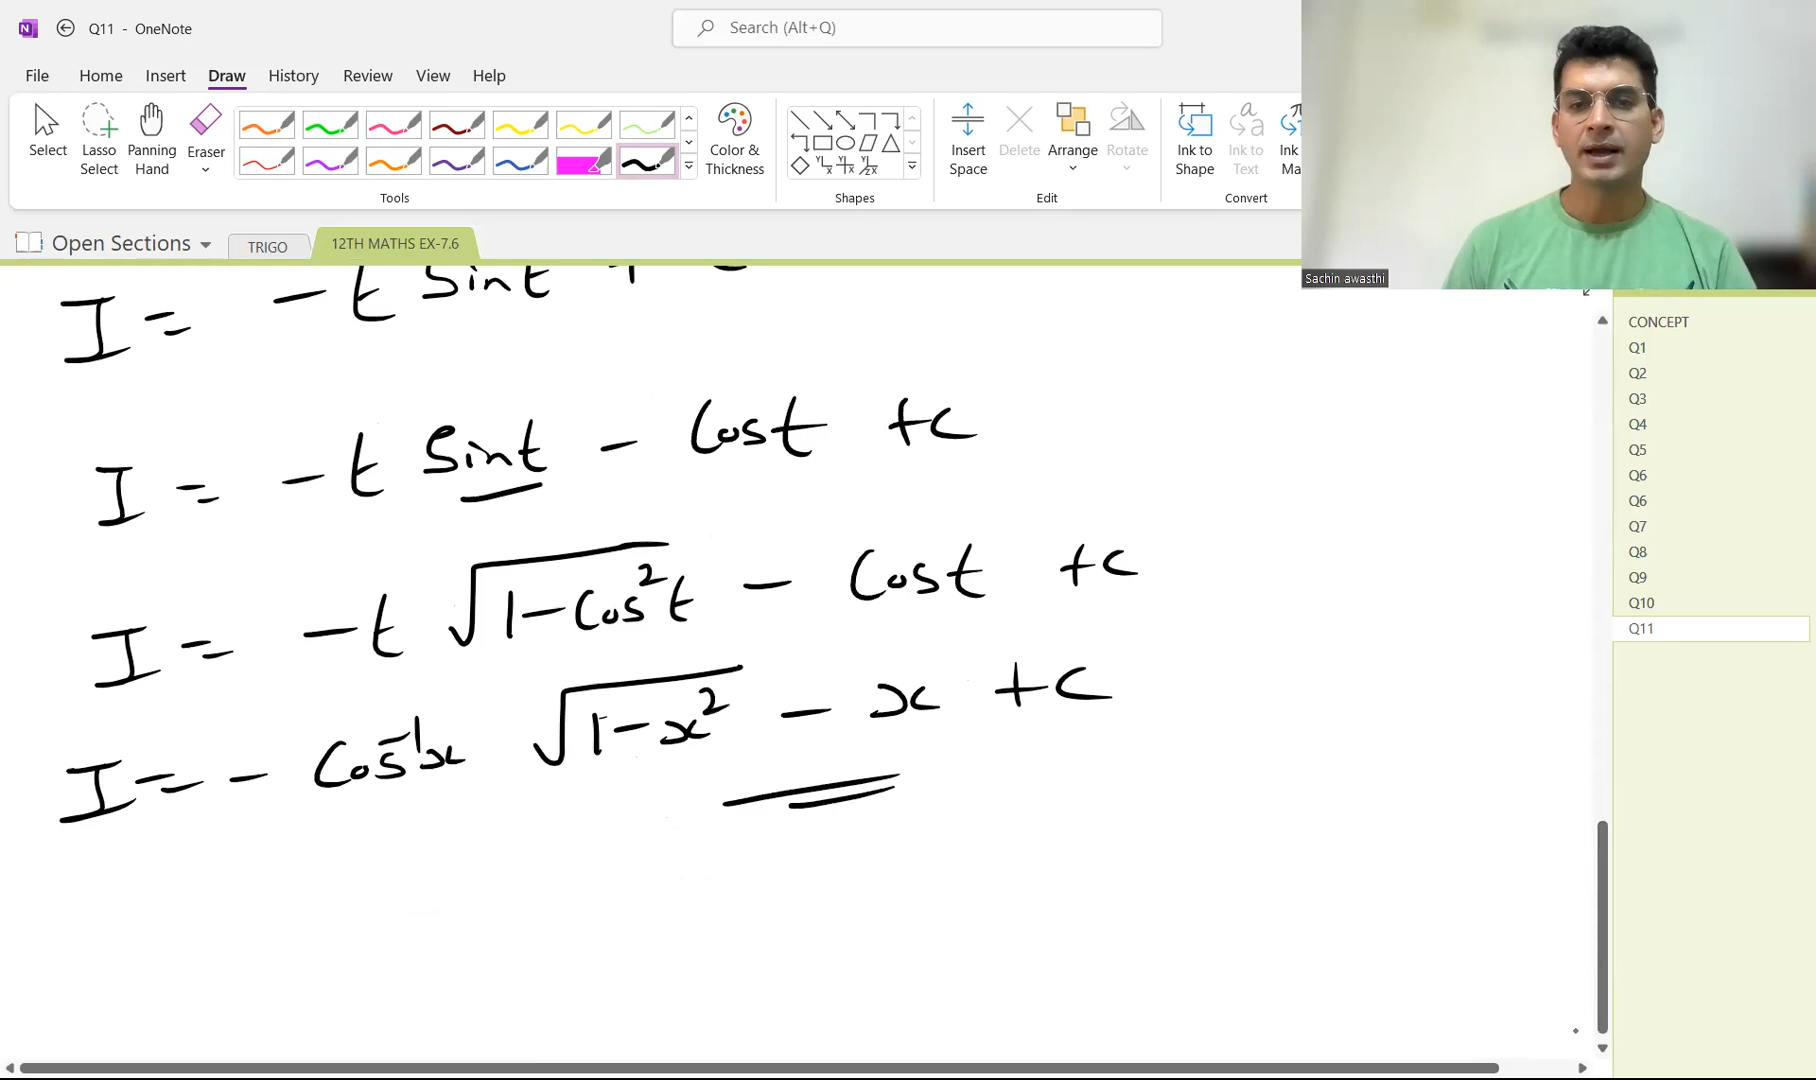 Q11 - OneNote
Search (Alt+Q)
File Home Insert Draw History Review View Help
Select
Lasso Select
Panning Hand
Eraser
Color & Thickness
Insert Space
Delete
Arrange
Rotate
Ink to Shape
Ink to Text
Ink Ma
Tools
Shapes
Edit
Convert
Open Sections
TRIGO
12TH MATHS EX-7.6
Sachin awasthi
I = -t Sint + c
I = -t Sint - Cost +c
I = -t √(1-Cos²t) - Cost +c
I = - Cos⁻¹x √(1-x²) - x +c
CONCEPT
Q1
Q2
Q3
Q4
Q5
Q6
Q6
Q7
Q8
Q9
Q10
Q11